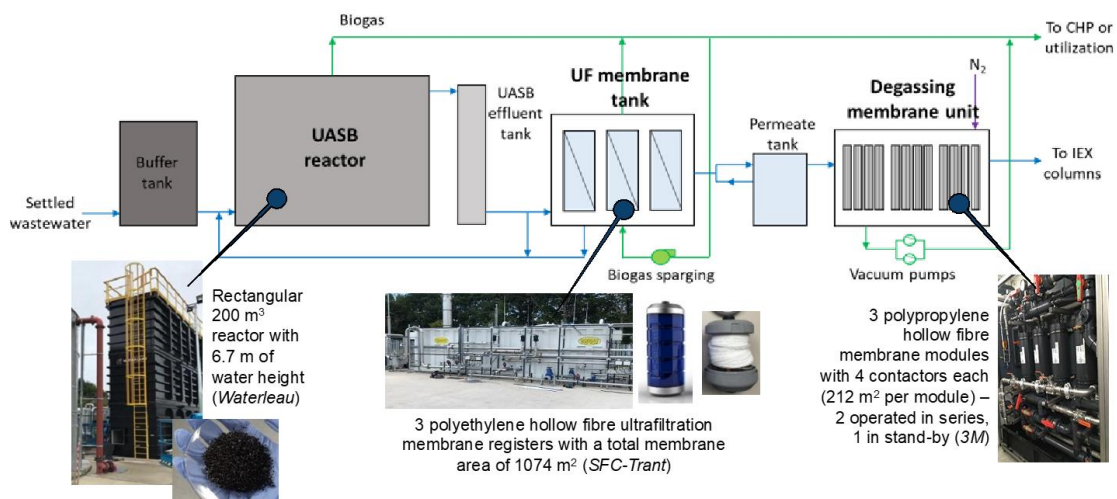 Biogas
To CHP or
utilization
N2
UF membrane
tank
Degassing
membrane unit
UASB
effluent
tank
UASB
reactor
Permeate
tank
Buffer
tank
To IEX
columns
Settled
wastewater
Biogas sparging
Vacuum pumps
Rectangular
200 m³
reactor with
6.7 m of
water height
(Waterleau)
3 polyethylene hollow fibre ultrafiltration
membrane registers with a total membrane
area of 1074 m² (SFC-Trant)
3 polypropylene
hollow fibre
membrane modules
with 4 contactors each
(212 m² per module) –
2 operated in series,
1 in stand-by (3M)